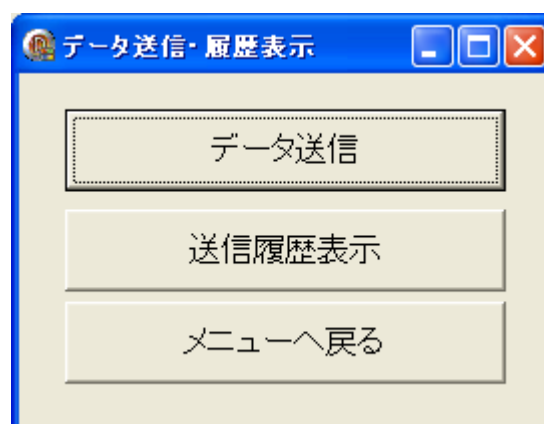 データ送信・履歴表示
データ送信
送信履歴表示
メニューへ戻る